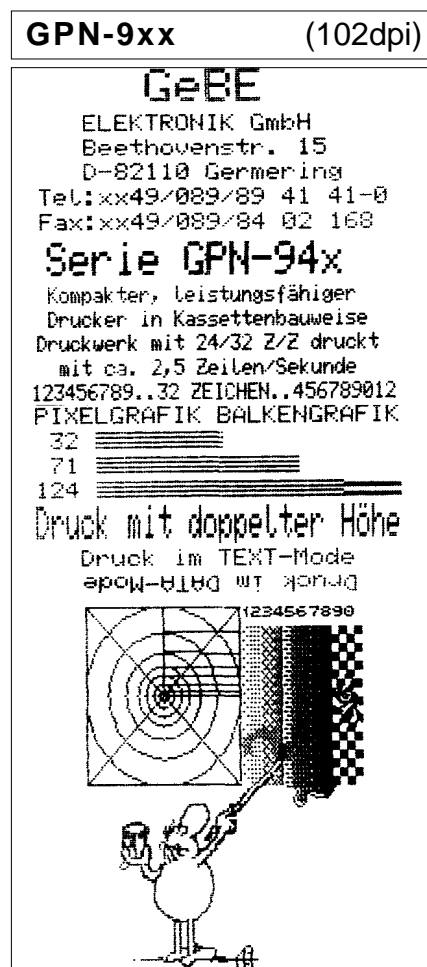 GPN-9xx (102dpi)
GeBE
ELEKTRONIK GmbH
Beethovenstr. 15
D-82110 Germering
Tel:xx49/089/89 41 41-0
Fax:xx49/089/84 02 168
Serie GPN-94x
Kompakter, leistungsfähiger
Drucker in Kassettenbauweise
Druckwerk mit 24/32 Z/Z druckt
mit ca. 2,5 Zeilen/Sekunde
123456789..32 ZEICHEN..456789012
PIXELGRAFIK BALKENGRAFIK
32
71
124
Druck mit doppelter Höhe
Druck im TEXT-Mode
Druck im DATA-Mode
1234567890